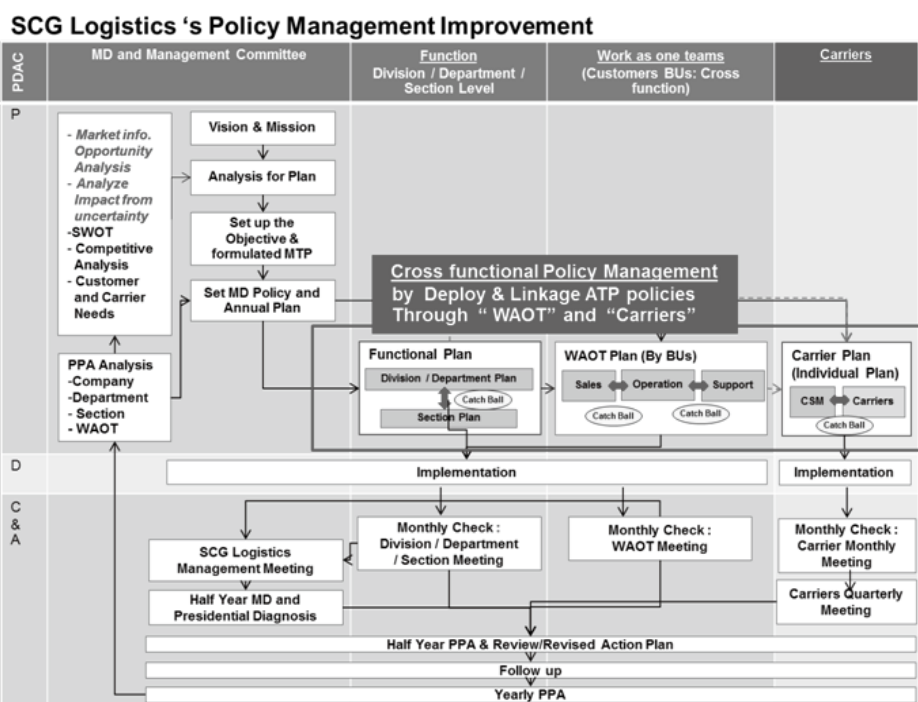 SCG Logistics ‘s Policy Management Improvement
PDAC
MD and Management Committee
Function
Division / Department /
Section Level
Work as one teams
(Customers BUs: Cross
function)
Carriers
P
- Market info.
Opportunity
Analysis
- Analyze
Impact from
uncertainty
-SWOT
- Competitive
Analysis
- Customer
and Carrier
Needs
Vision & Mission
Analysis for Plan
Set up the
Objective &
formulated MTP
Set MD Policy and
Annual Plan
Cross functional Policy Management
by Deploy & Linkage ATP policies
Through “ WAOT” and “Carriers”
PPA Analysis
-Company
-Department
- Section
- WAOT
Functional Plan
Division / Department Plan
Catch Ball
Section Plan
WAOT Plan (By BUs)
Sales
Operation
Support
Catch Ball
Catch Ball
Carrier Plan
(Individual Plan)
CSM
Carriers
Catch Ball
D
Implementation
Implementation
C
&
A
SCG Logistics
Management Meeting
Half Year MD and
Presidential Diagnosis
Monthly Check :
Division / Department
/ Section Meeting
Monthly Check :
WAOT Meeting
Monthly Check :
Carrier Monthly
Meeting
Carriers Quarterly
Meeting
Half Year PPA & Review/Revised Action Plan
Follow up
Yearly PPA